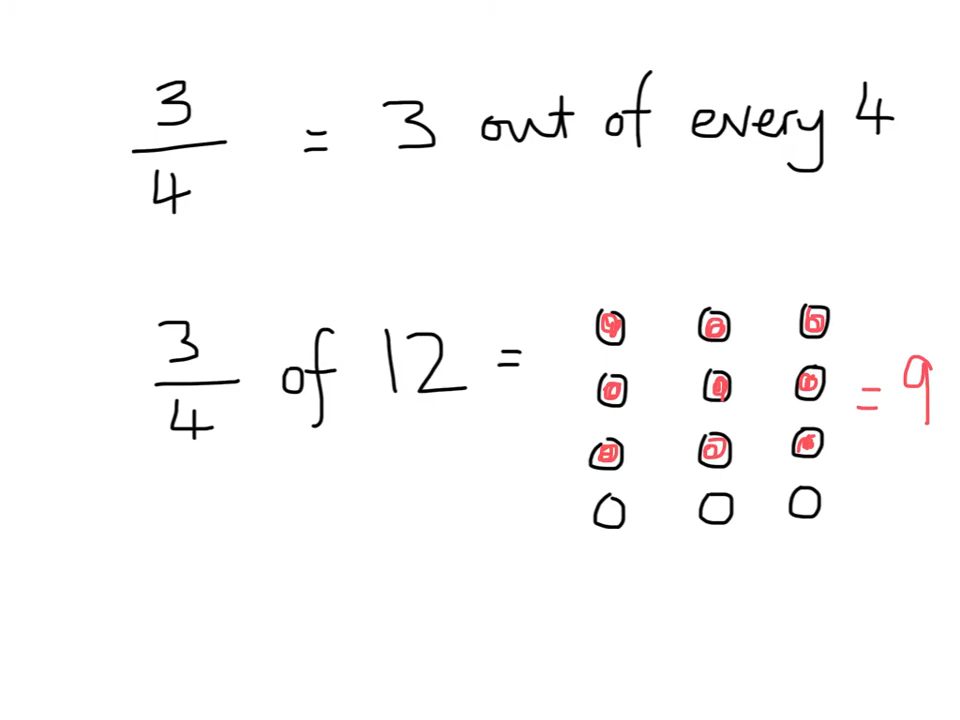 3/4 = 3 out of every 4
3/4 of 12 = = 9